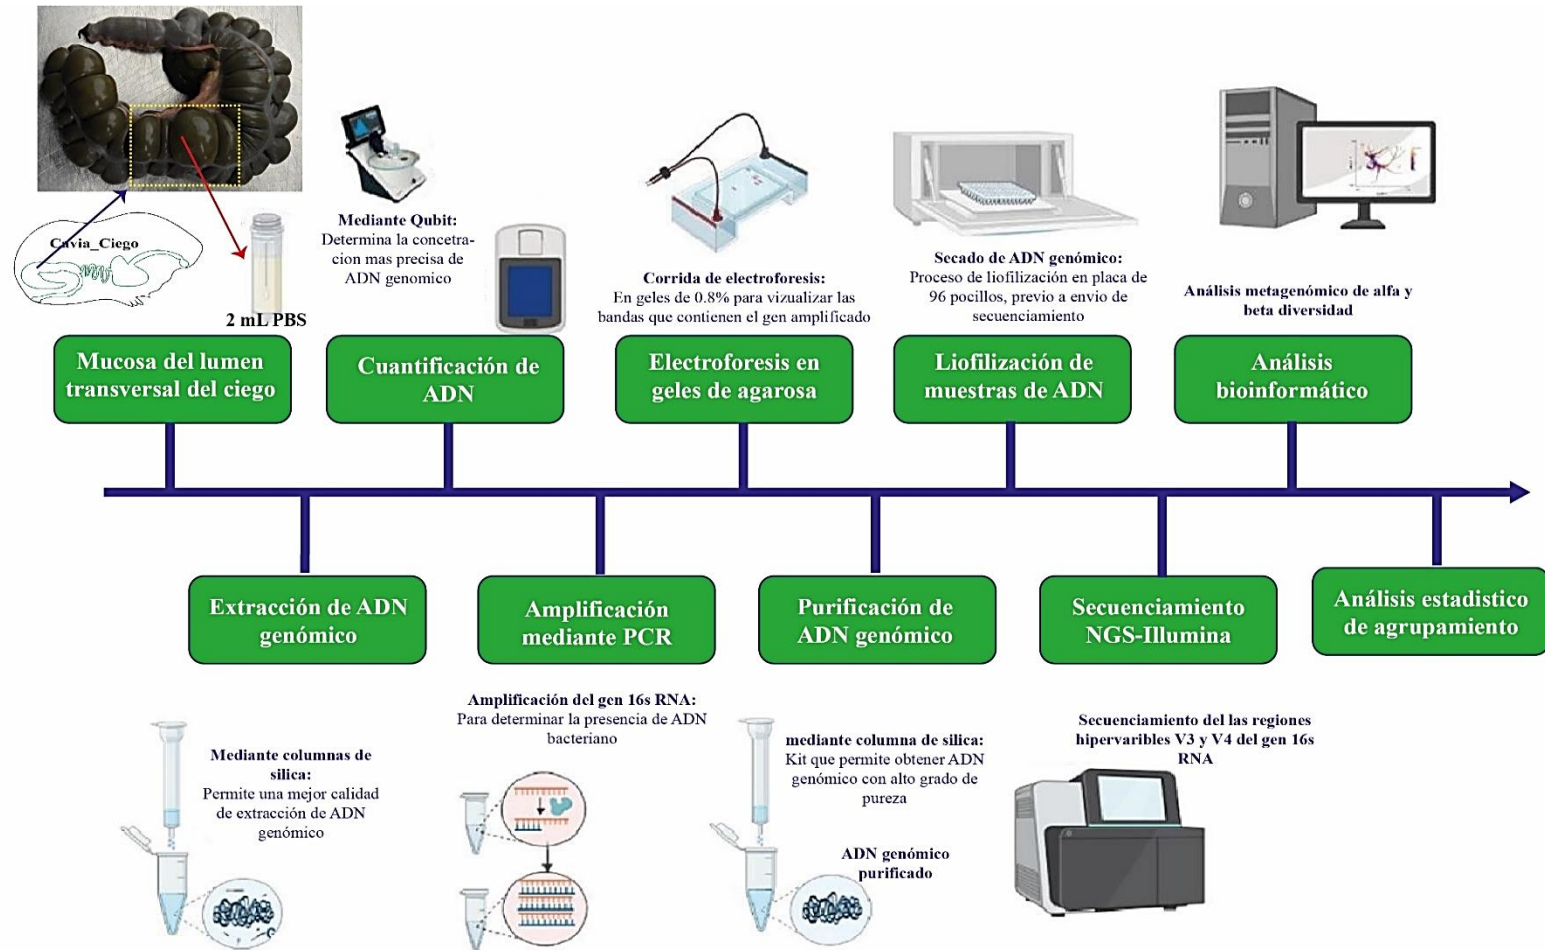 Cavia_Ciego
2 mL PBS
Mucosa del lumen
transversal del ciego
Mediante Qubit:
Determina la concetra-
cion mas precisa de
ADN genomico
Cuantificación de
ADN
Corrida de electroforesis:
En geles de 0.8% para vizualizar las
bandas que contienen el gen amplificado
Electroforesis en
geles de agarosa
Secado de ADN genómico:
Proceso de liofilización en placa de
96 pocillos, previo a envio de
secuenciamiento
Liofilización de
muestras de ADN
Análisis metagenómico de alfa y
beta diversidad
Análisis
bioinformático
Extracción de ADN
genómico
Mediante columnas de
silica:
Permite una mejor calidad
de extracción de ADN
genómico
Amplificación
mediante PCR
Amplificación del gen 16s RNA:
Para determinar la presencia de ADN
bacteriano
Purificación de
ADN genómico
mediante columna de silica:
Kit que permite obtener ADN
genómico con alto grado de
pureza
ADN genómico
purificado
Secuenciamiento
NGS-Illumina
Secuenciamiento del las regiones
hipervaribles V3 y V4 del gen 16s
RNA
Análisis estadistico
de agrupamiento